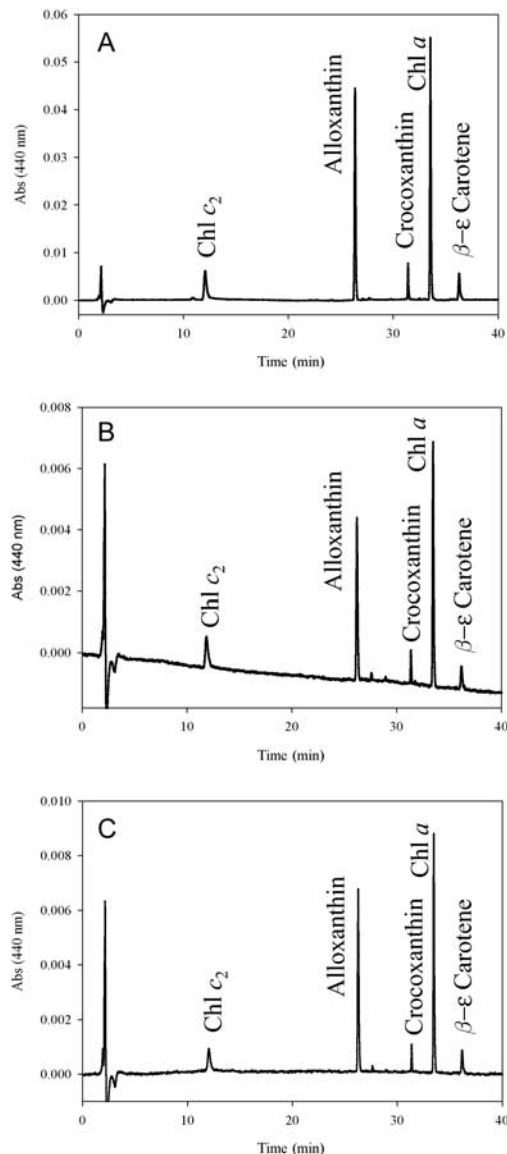 A
Abs (440 nm)
0.06
0.05
0.04
0.03
0.02
0.01
0.00
Chl c₂
Alloxanthin
Crocoxanthin
Chl a
β–ε Carotene
0 10 20 30 40
Time (min)
B
Abs (440 nm)
0.008
0.006
0.004
0.002
0.000
Chl c₂
Alloxanthin
Crocoxanthin
Chl a
β–ε Carotene
0 10 20 30 40
Time (min)
C
Abs (440 nm)
0.010
0.008
0.006
0.004
0.002
0.000
Chl c₂
Alloxanthin
Crocoxanthin
Chl a
β–ε Carotene
0 10 20 30 40
Time (min)